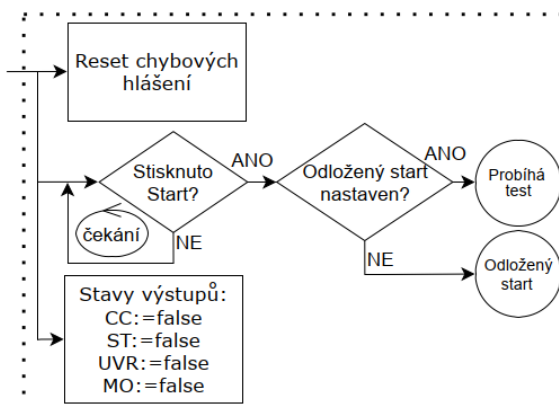 Reset chybových
hlášení
Stisknuto
Start?
ANO
Odložený start
nastaven?
ANO
Probíhá
test
čekání
NE
NE
Odložený
start
Stavy výstupů:
CC:=false
ST:=false
UVR:=false
MO:=false